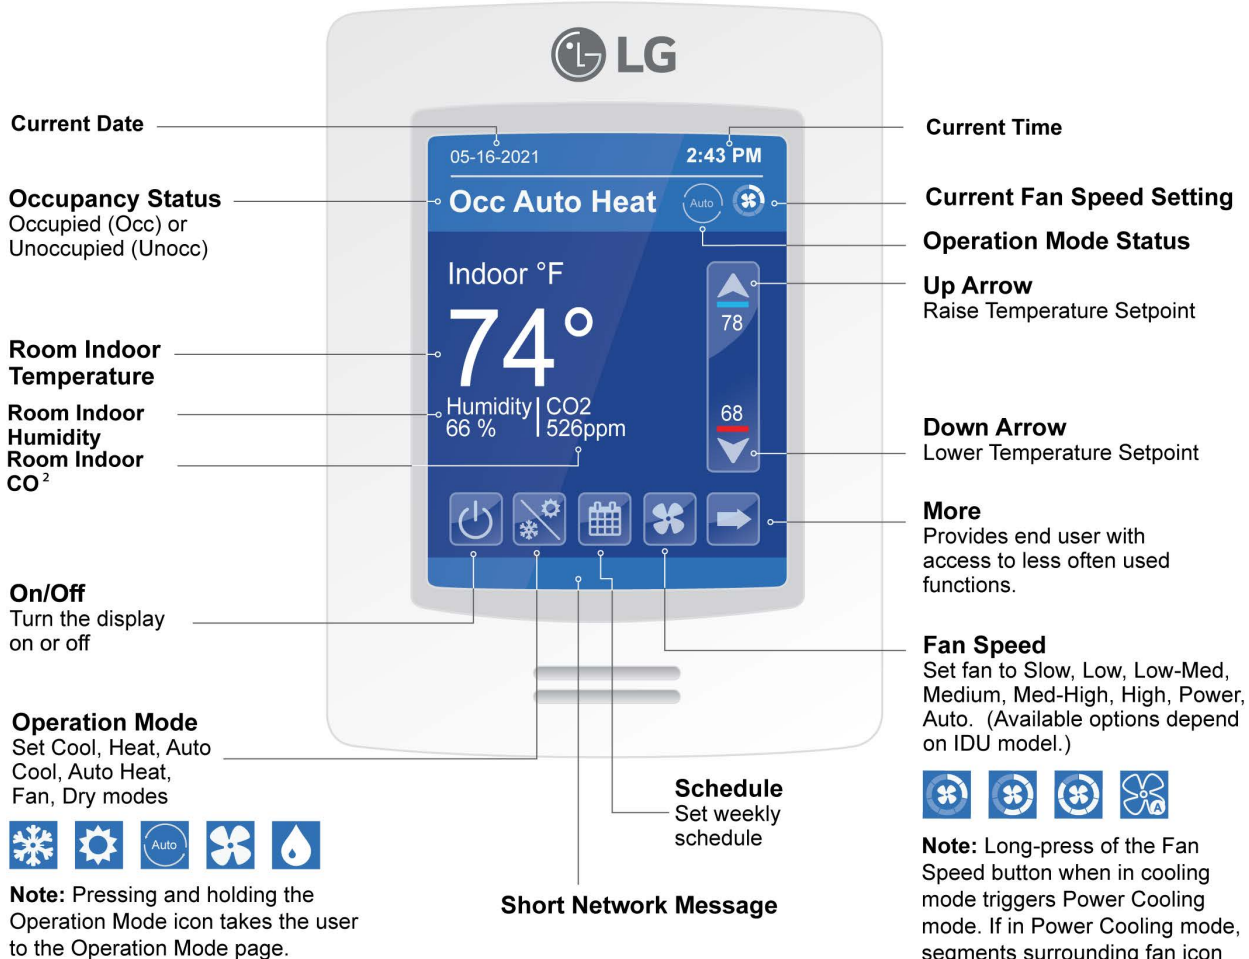 LG
Current Date
Current Time
05-16-2021
2:43 PM
Occupancy Status
Occupied (Occ) or
Unoccupied (Unocc)
Occ Auto Heat
Auto
Current Fan Speed Setting
Operation Mode Status
Indoor °F
74°
Up Arrow
Raise Temperature Setpoint
78
Room Indoor
Temperature
Room Indoor
Humidity
Room Indoor
CO²
Humidity
66 %
CO2
526ppm
68
Down Arrow
Lower Temperature Setpoint
More
Provides end user with
access to less often used
functions.
On/Off
Turn the display
on or off
Fan Speed
Set fan to Slow, Low, Low-Med,
Medium, Med-High, High, Power,
Auto. (Available options depend
on IDU model.)
A
Operation Mode
Set Cool, Heat, Auto
Cool, Auto Heat,
Fan, Dry modes
Auto
Schedule
Set weekly
schedule
Note: Pressing and holding the
Operation Mode icon takes the user
to the Operation Mode page.
Short Network Message
Note: Long-press of the Fan
Speed button when in cooling
mode triggers Power Cooling
mode. If in Power Cooling mode,
segments surrounding fan icon